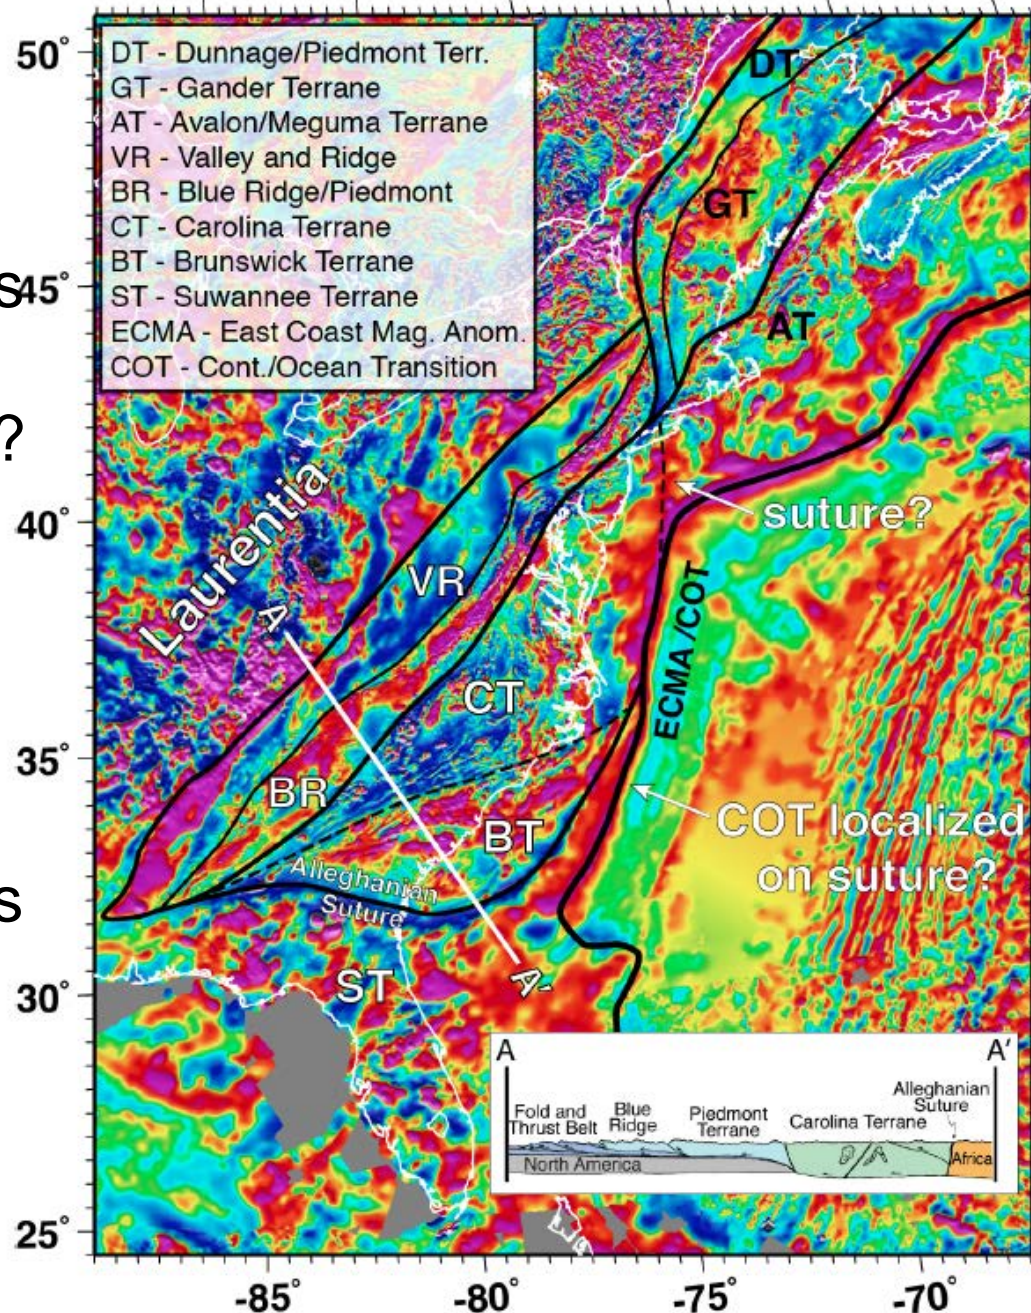 DT - Dunnage/Piedmont Terr.
GT - Gander Terrane
AT - Avalon/Meguma Terrane
VR - Valley and Ridge
BR - Blue Ridge/Piedmont
CT - Carolina Terrane
BT - Brunswick Terrane
ST - Suwannee Terrane
ECMA - East Coast Mag. Anom.
COT - Cont./Ocean Transition
50°
45°
40°
35°
30°
25°
s
?
s
DT
GT
AT
Laurentia
suture?
VR
A
ECMA/COT
CT
BR
BT
COT localized
on suture?
Alleghanian
Suture
ST
A'
A
A'
Alleghanian
Suture
Fold and
Thrust Belt
Blue
Ridge
Piedmont
Terrane
Carolina Terrane
North America
Africa
-85°
-80°
-75°
-70°